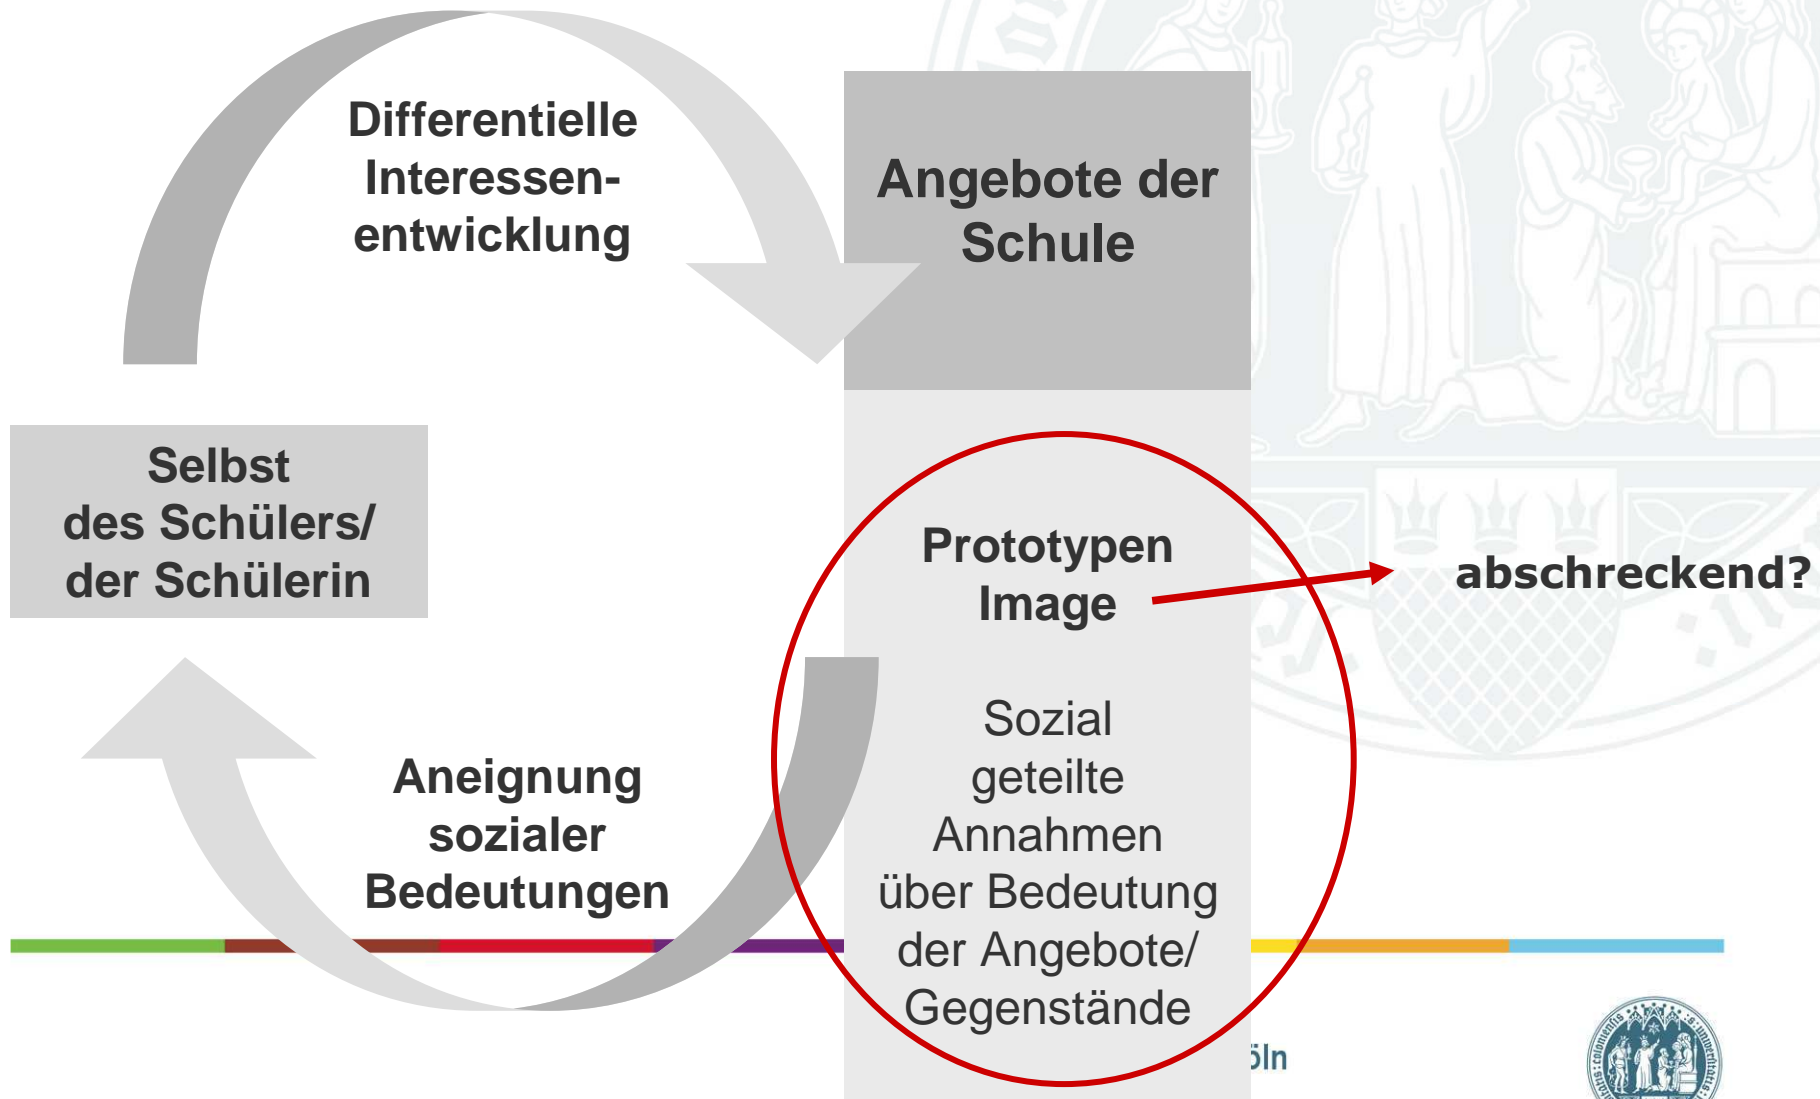 Differentielle
Interessen-
entwicklung
Angebote der
Schule
Selbst
des Schülers/
der Schülerin
Prototypen
Image
abschreckend?
Sozial
geteilte
Annahmen
über Bedeutung
der Angebote/
Gegenstände
Aneignung
sozialer
Bedeutungen
öln